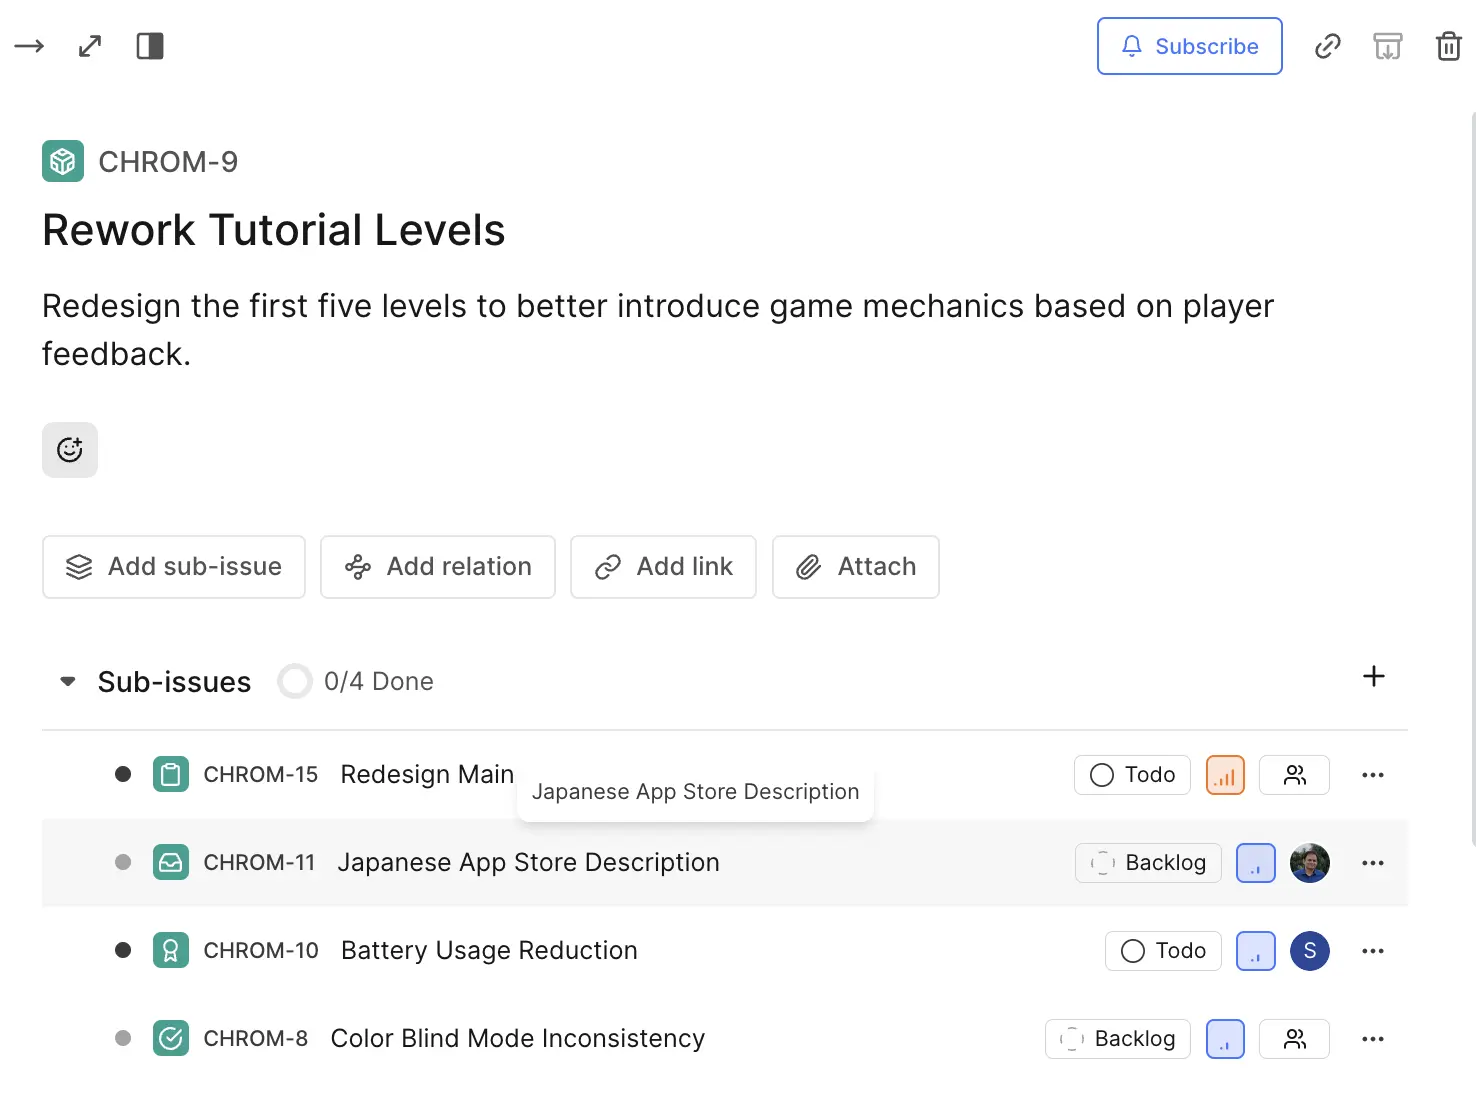 Subscribe
CHROM-9
Rework Tutorial Levels
Redesign the first five levels to better introduce game mechanics based on player
feedback.
Add sub-issue Add relation Add link Attach
Sub-issues 0/4 Done
CHROM-15 Redesign Main Todo
Japanese App Store Description
CHROM-11 Japanese App Store Description Backlog
CHROM-10 Battery Usage Reduction Todo S
CHROM-8 Color Blind Mode Inconsistency Backlog